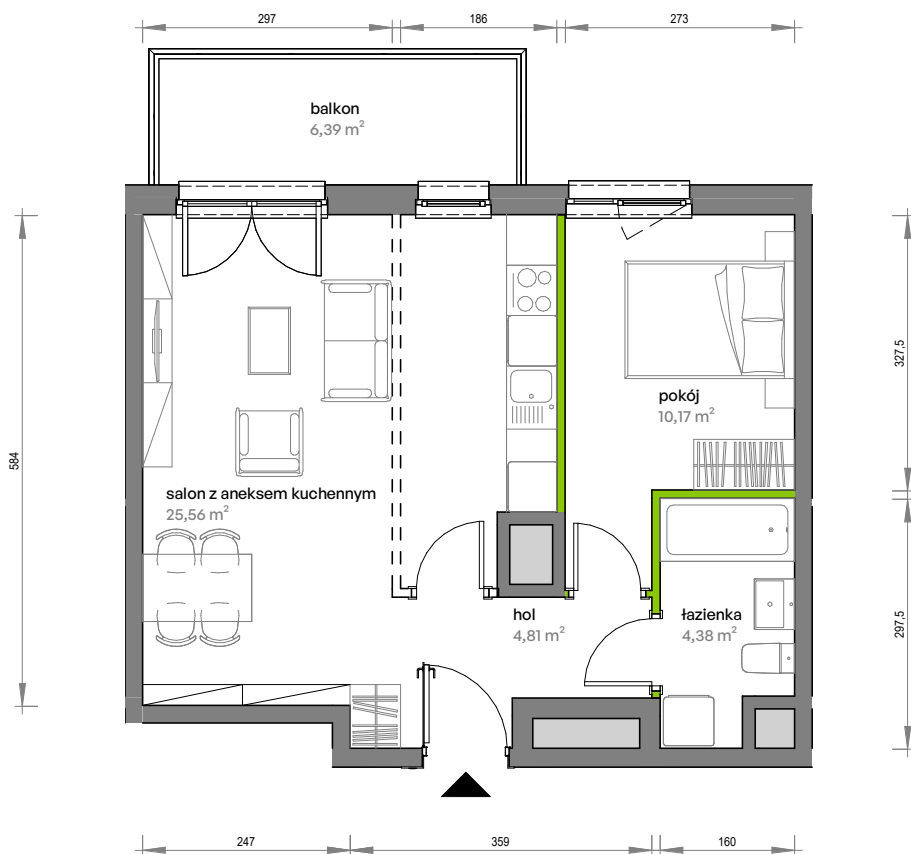 297
186
273
balkon
6,39 m²
584
327,5
pokój
10,17 m²
salon z aneksem kuchennym
25,56 m²
hol
4,81 m²
łazienka
4,38 m²
297,5
247
359
160